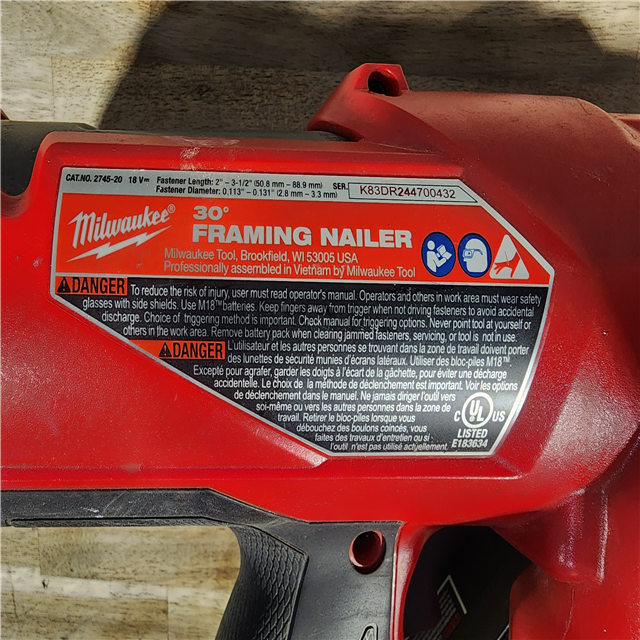 CAT.NO. 2745-20 18 V⎓ Fastener Length: 2" – 3-1/2" (50.8 mm – 88.9 mm) SER. K83DR244700432
Fastener Diameter: 0.113" – 0.131" (2.8 mm – 3.3 mm)
Milwaukee®
30°
FRAMING NAILER
Milwaukee Tool, Brookfield, WI 53005 USA
Professionally assembled in Vietnam by Milwaukee Tool
DANGER To reduce the risk of injury, user must read operator's manual. Operators and others in work area must wear safety
glasses with side shields. Use M18™ batteries. Keep fingers away from trigger when not driving fasteners to avoid accidental
discharge. Choice of triggering method is important. Check manual for triggering options. Never point tool at yourself or
others in the work area. Remove battery pack when clearing jammed fasteners, servicing, or tool is not in use.
DANGER L'utilisateur et les autres personnes se trouvant dans la zone de travail doivent porter
des lunettes de sécurité munies d'écrans latéraux. Utiliser des bloc-piles M18™.
Excepté pour agrafer, garder les doigts à l'écart de la gâchette, pour éviter une décharge
accidentelle. Le choix de la méthode de déclenchement est important. Voir les options
de déclenchement dans le manuel. Ne jamais diriger l'outil vers
soi-même ou vers les autres personnes dans la zone de
travail. Retirer le bloc-piles lorsque vous
débouchez des boulons coincés, vous
faites des travaux d'entretien ou si
l'outil n'est pas utilisé.
C UL US
LISTED
E183634